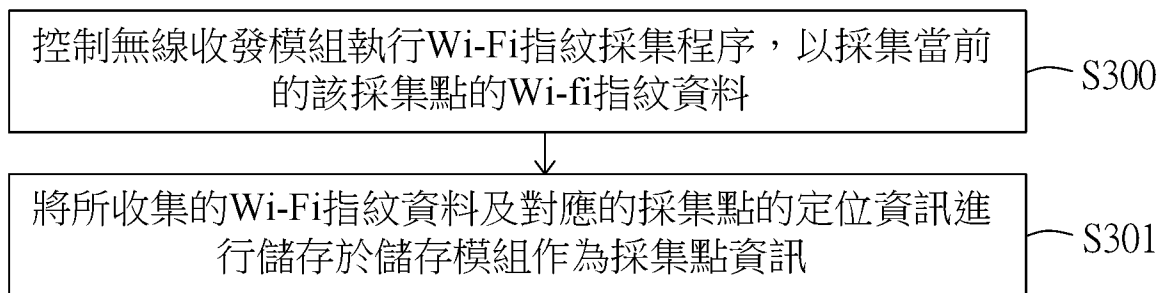 控制無線收發模組執行Wi-Fi指紋採集程序，以採集當前
的該採集點的Wi-fi指紋資料
S300
將所收集的Wi-Fi指紋資料及對應的採集點的定位資訊進
行儲存於儲存模組作為採集點資訊
S301